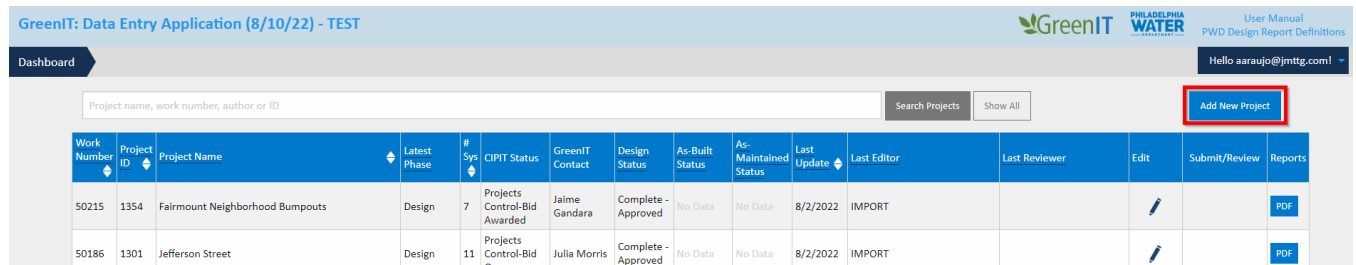 GreenIT: Data Entry Application (8/10/22) - TEST
GreenIT
PHILADELPHIA
WATER
DEPARTMENT
User Manual
PWD Design Report Definitions
Dashboard
Hello aaraujo@jmttg.com!
Project name, work number, author or ID
Search Projects
Show All
Add New Project
Work Number
Project ID
Project Name
Latest Phase
# Sys
CIPIT Status
GreenIT Contact
Design Status
As-Built Status
As-Maintained Status
Last Update
Last Editor
Last Reviewer
Edit
Submit/Review
Reports
50215 1354 Fairmount Neighborhood Bumpouts Design 7 Projects Control-Bid Awarded Jaime Gandara Complete - Approved No Data No Data 8/2/2022 IMPORT PDF
50186 1301 Jefferson Street Design 11 Projects Control-Bid Julia Morris Complete - Approved No Data No Data 8/2/2022 IMPORT PDF